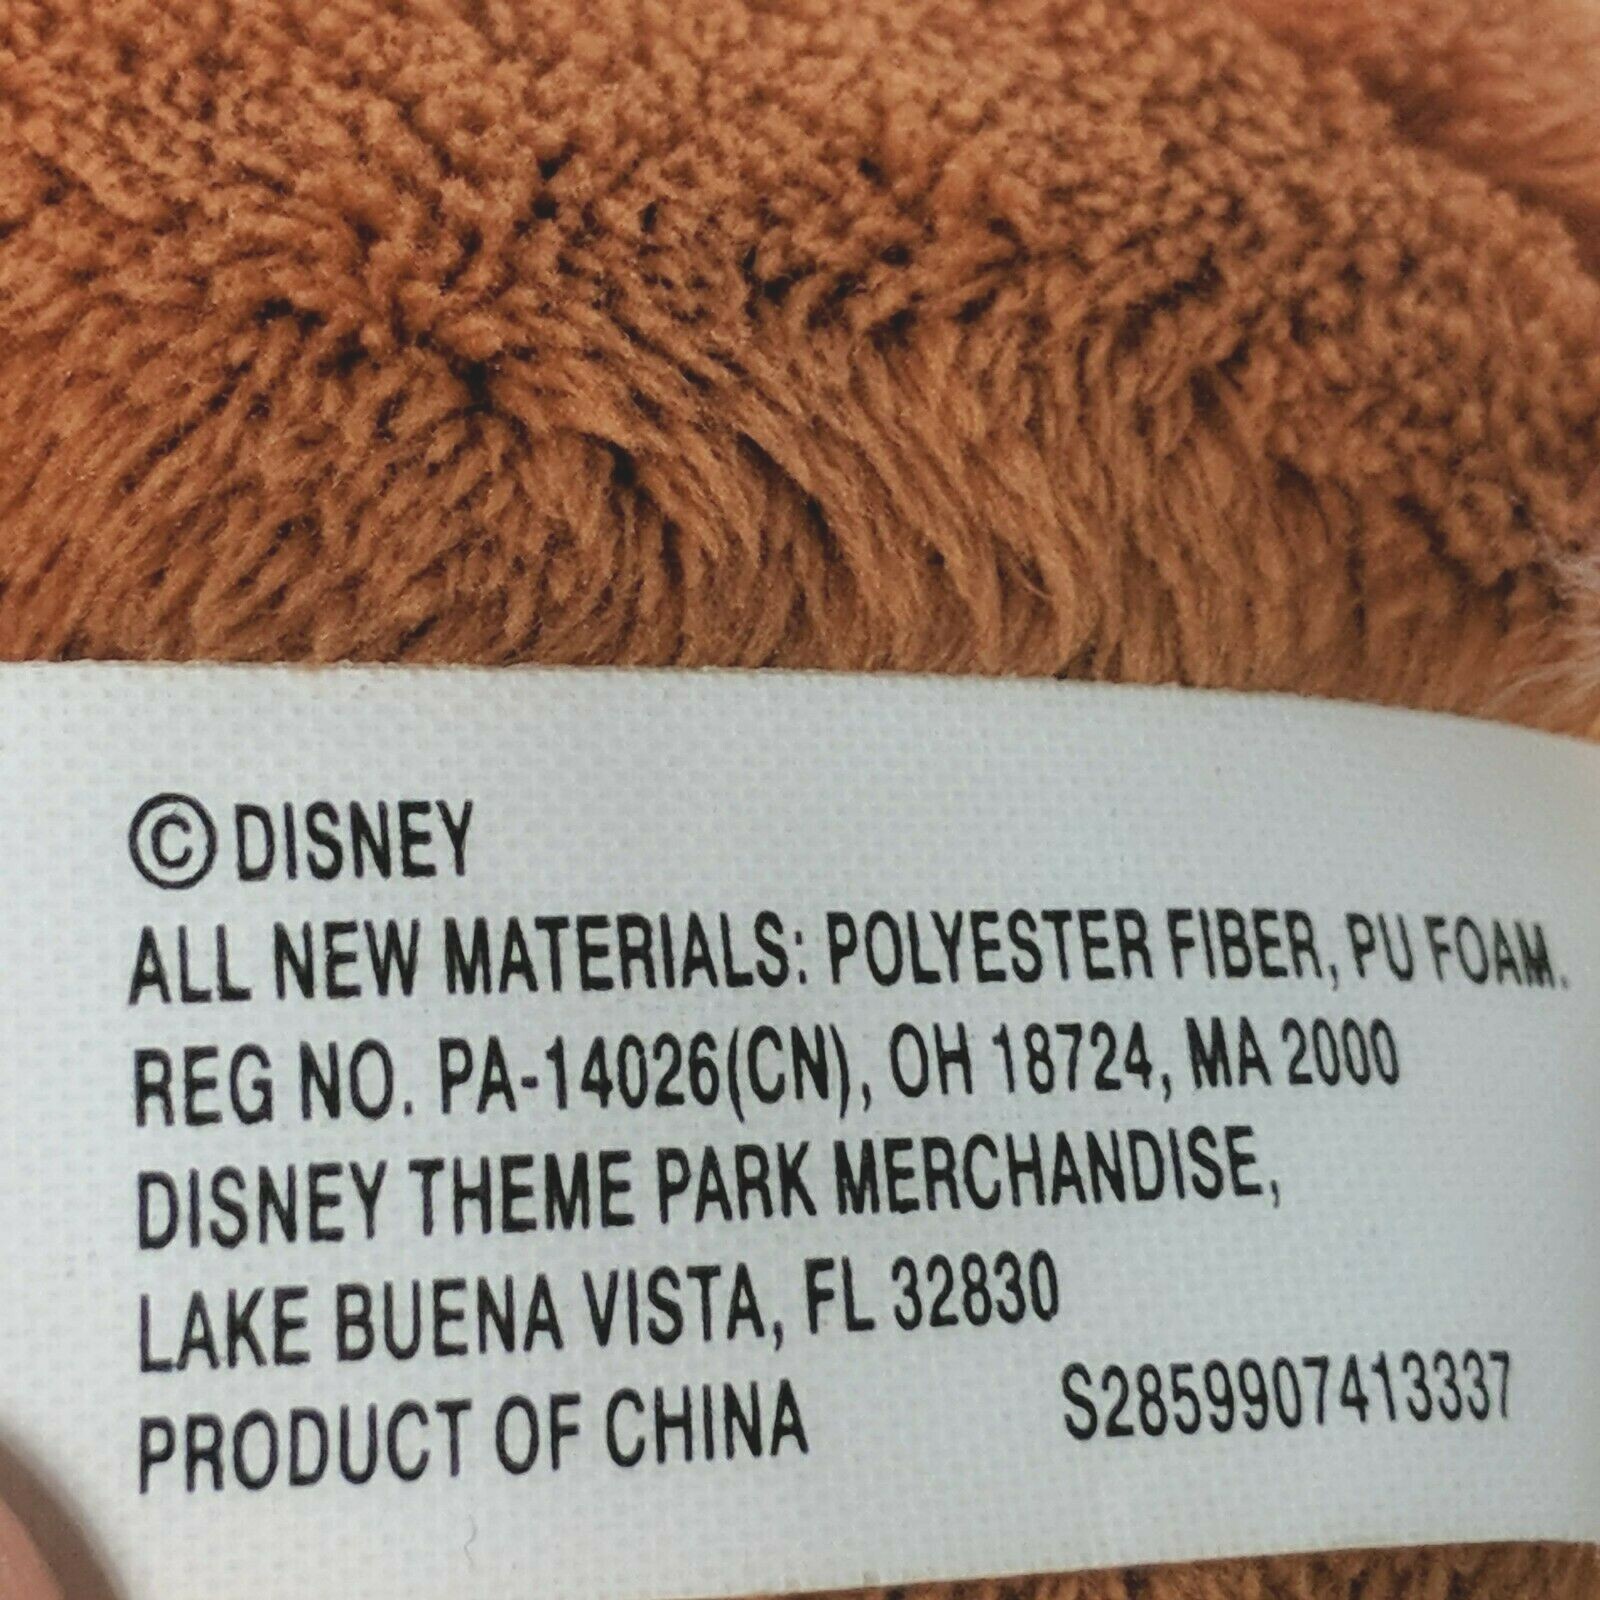 © DISNEY
ALL NEW MATERIALS: POLYESTER FIBER, PU FOAM.
REG NO. PA-14026(CN), OH 18724, MA 2000
DISNEY THEME PARK MERCHANDISE,
LAKE BUENA VISTA, FL 32830
PRODUCT OF CHINA S2859907413337